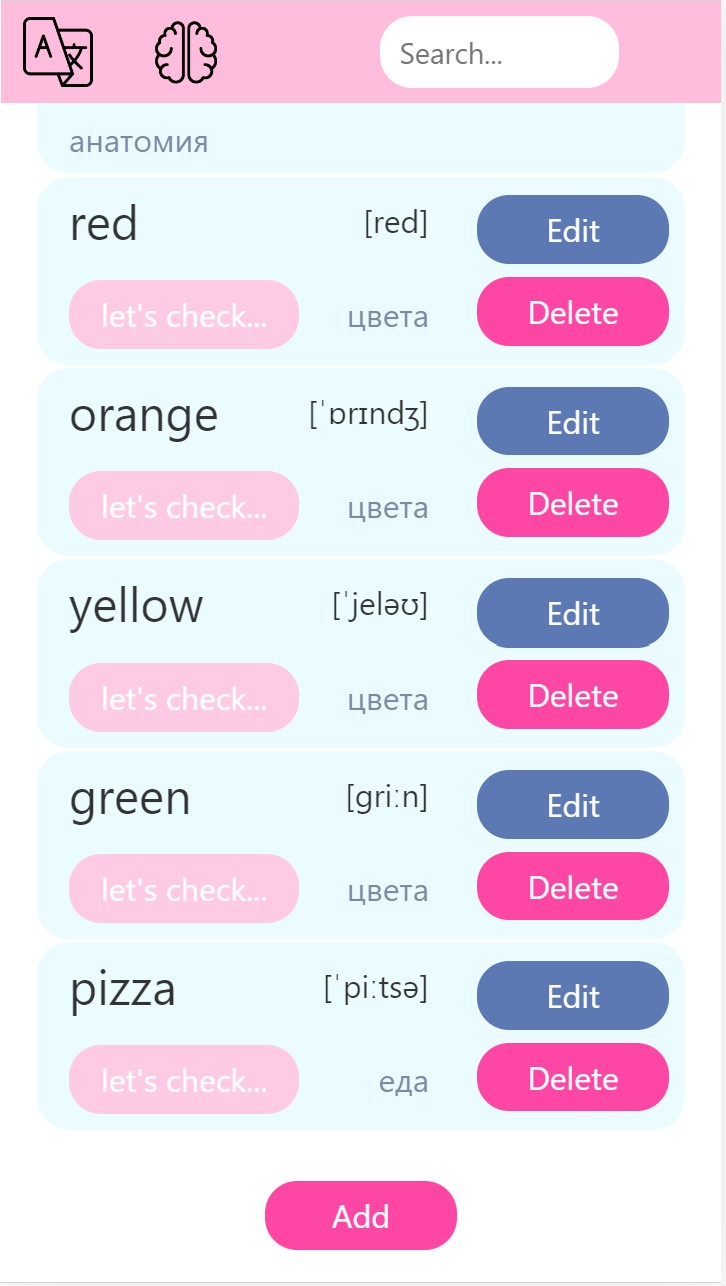 A 文
Search...
анатомия
red [red] Edit
let's check... цвета Delete
orange [ˈɒrɪnʤ] Edit
let's check... цвета Delete
yellow [ˈjeləʊ] Edit
let's check... цвета Delete
green [griːn] Edit
let's check... цвета Delete
pizza [ˈpiːtsə] Edit
let's check... еда Delete
Add